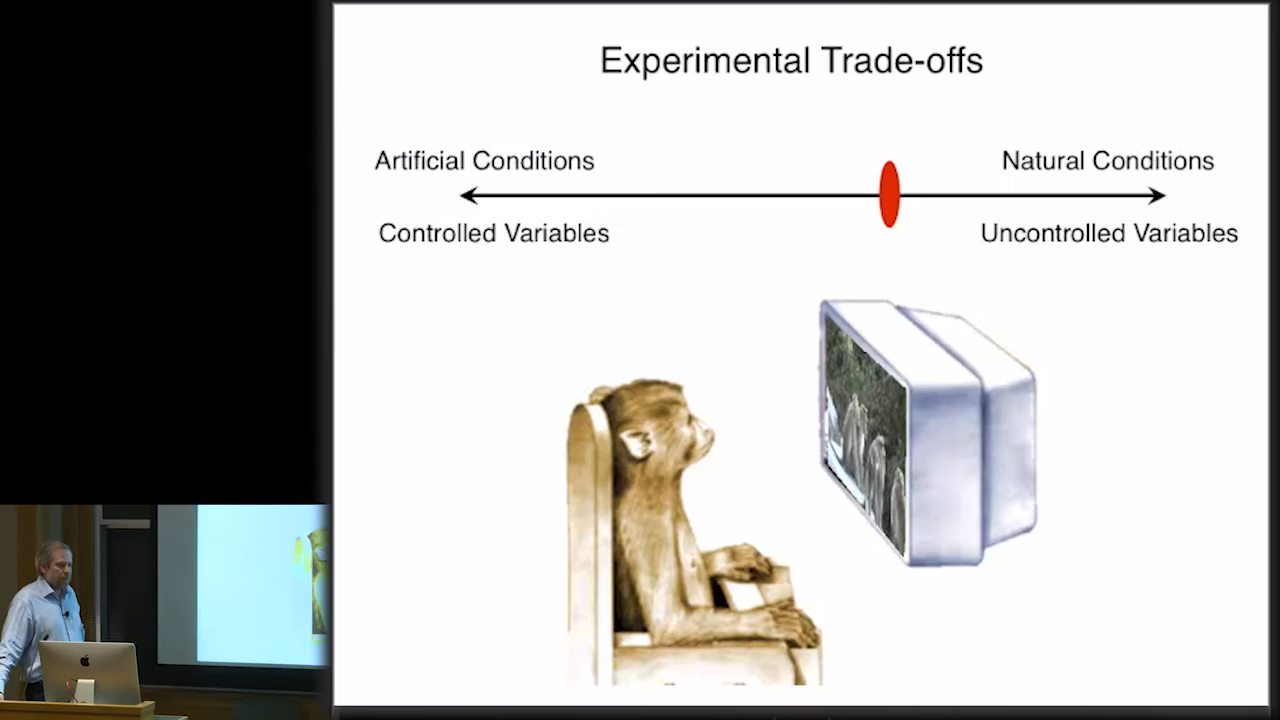 Experimental Trade-offs
Artificial Conditions
Natural Conditions
Controlled Variables
Uncontrolled Variables